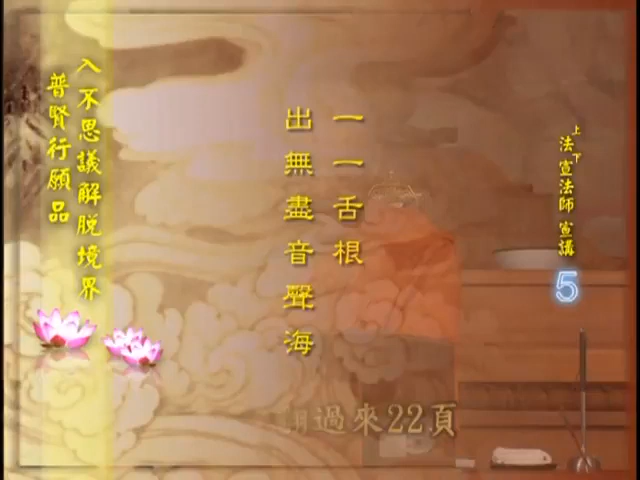 上法下宣法師 宣講
5
一一舌根
出無盡音聲海
入不思議解脫境界
普賢行願品
過來22頁